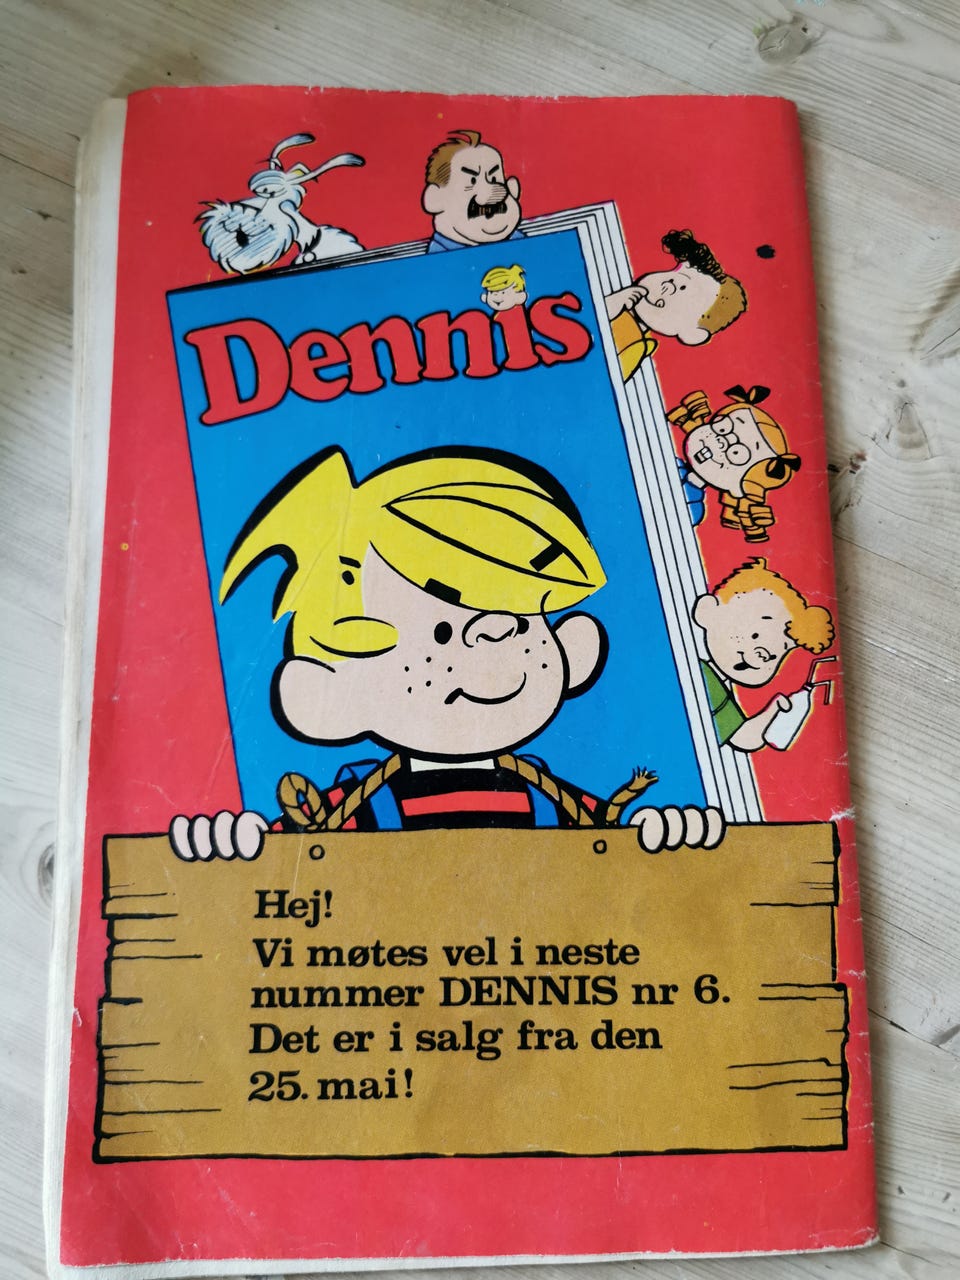 Dennis
Hej!
Vi møtes vel i neste
nummer DENNIS nr 6.
Det er i salg fra den
25. mai!